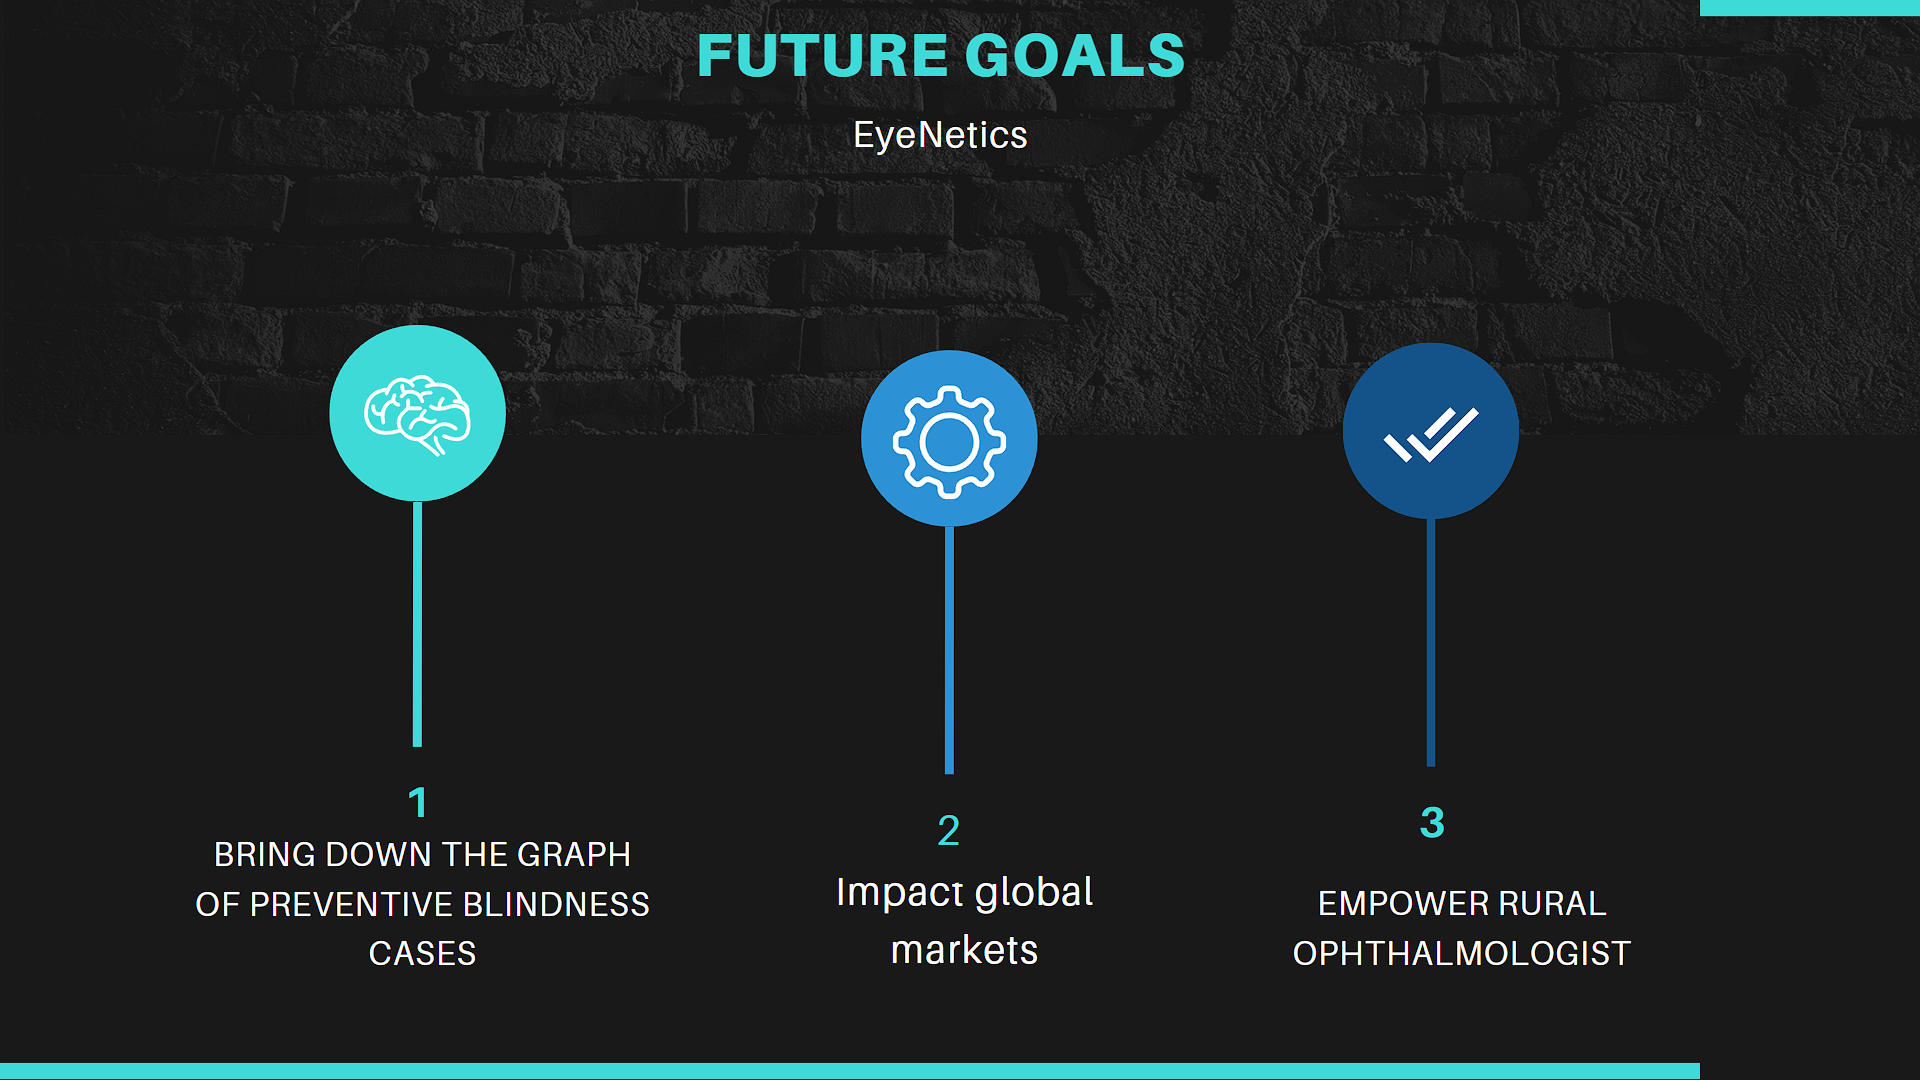 FUTURE GOALS
EyeNetics
1
BRING DOWN THE GRAPH
OF PREVENTIVE BLINDNESS
CASES
2
Impact global
markets
3
EMPOWER RURAL
OPHTHALMOLOGIST